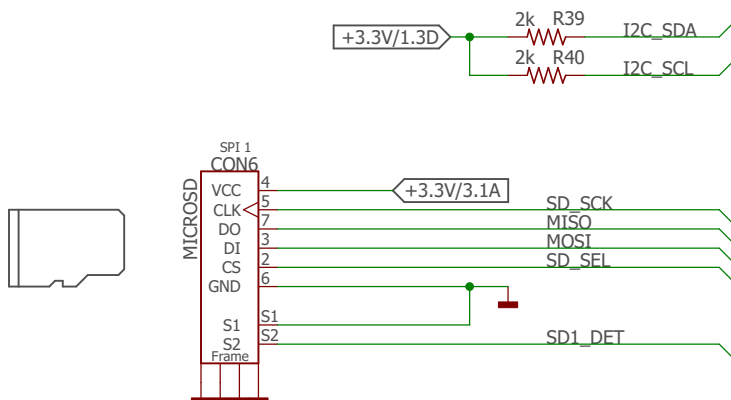 2k R39 I2C_SDA
+3.3V/1.3D
2k R40 I2C_SCL
SPI 1
CON6
MICROSD
VCC 4 +3.3V/3.1A
CLK 5 SD_SCK
DO 7 MISO
DI 3 MOSI
CS 2 SD_SEL
GND 6
S1 S1
S2 S2 SD1_DET
Frame